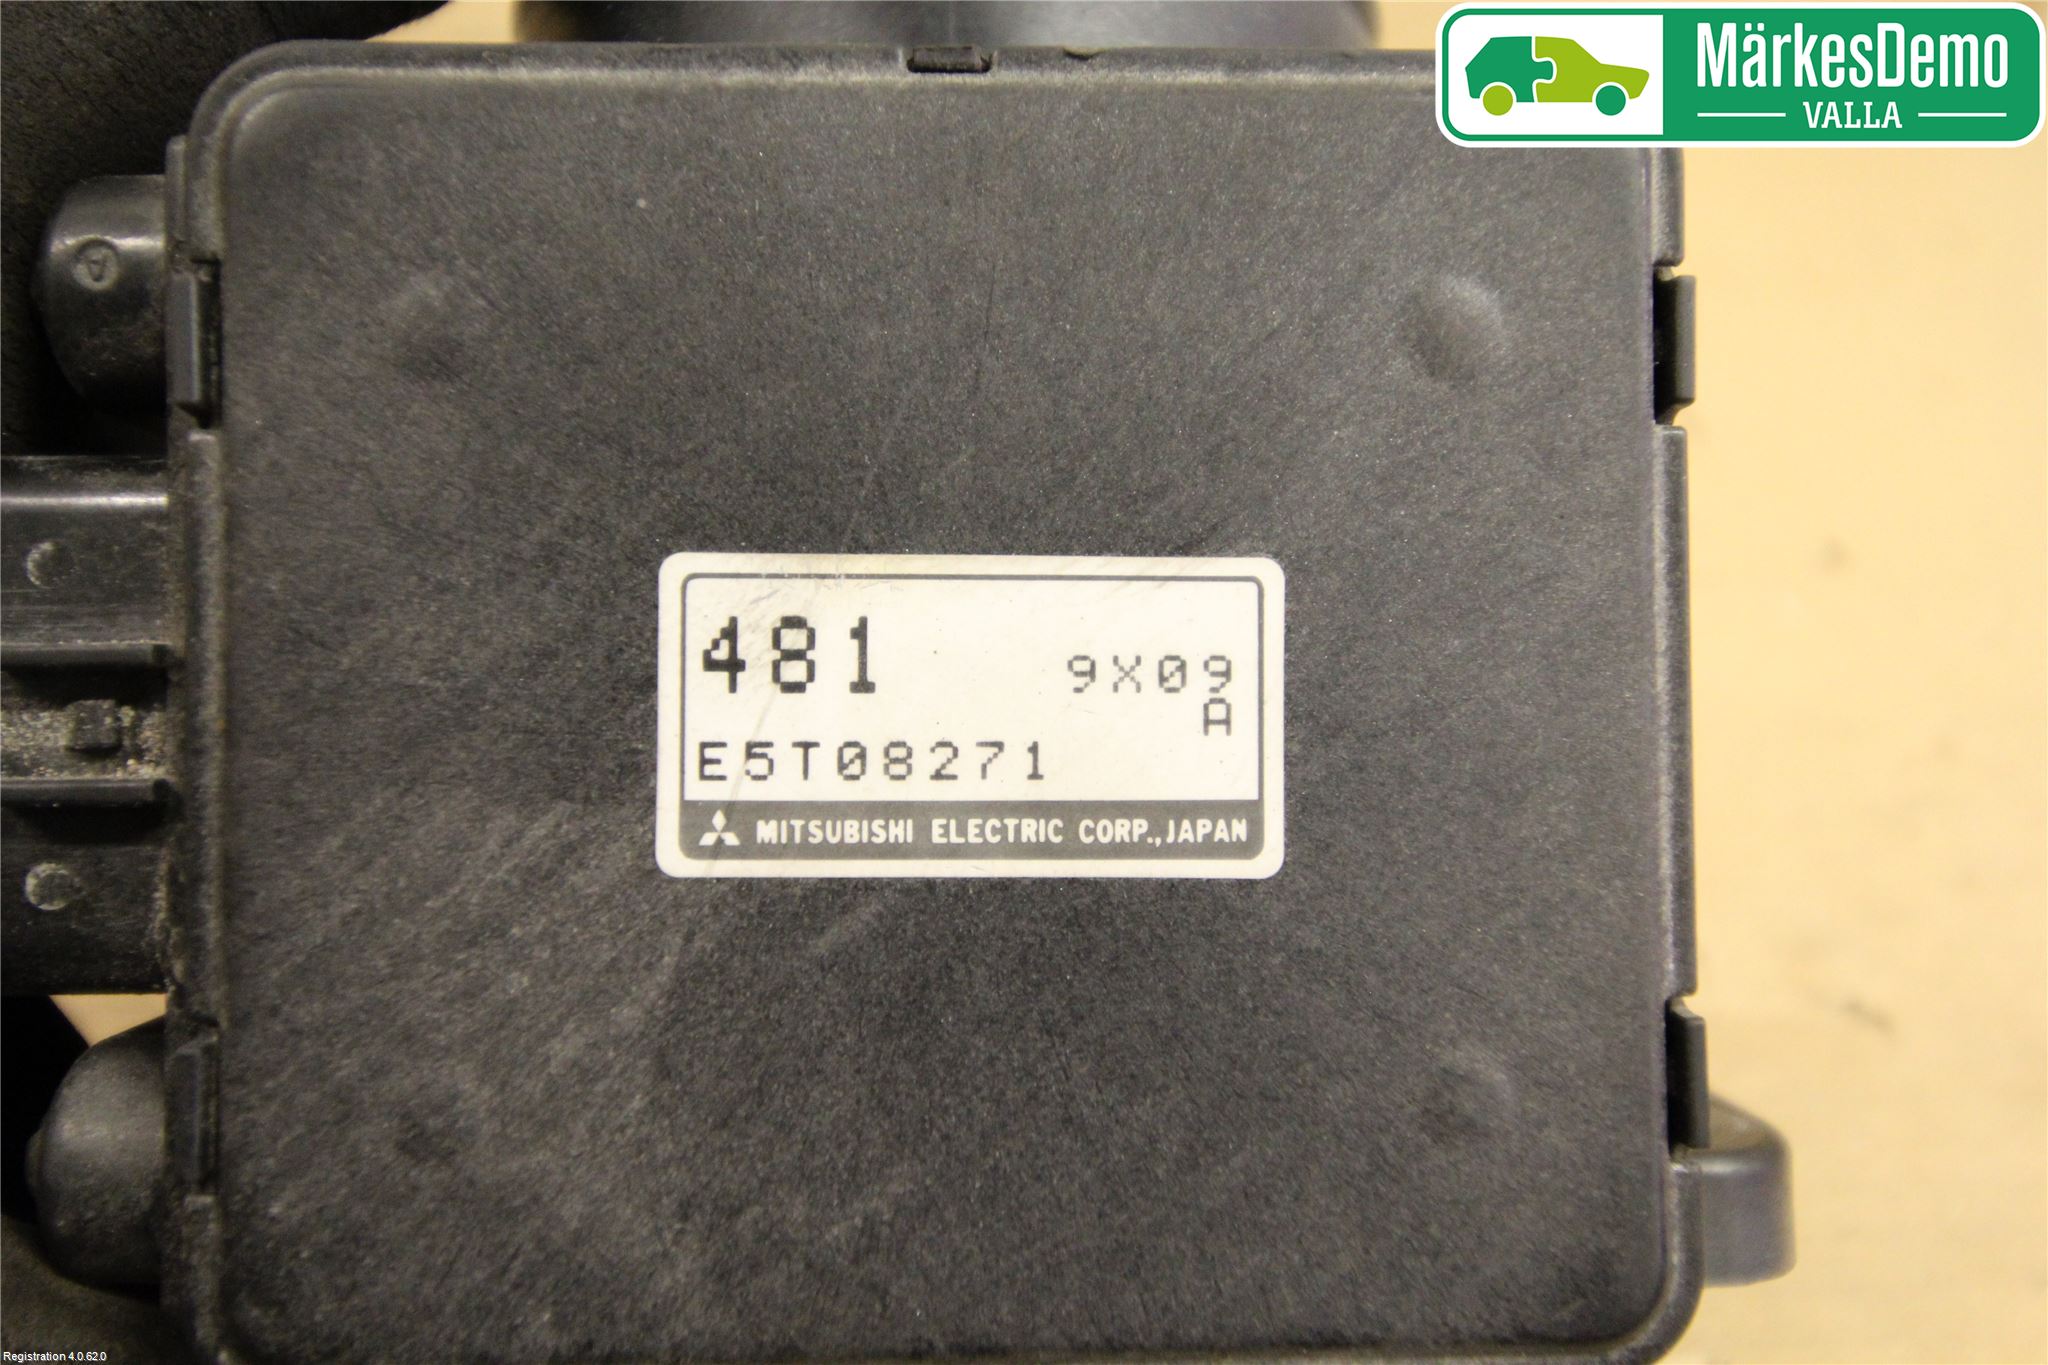 MärkesDemo
VALLA
A
481 9X09
A
E5T08271
MITSUBISHI ELECTRIC CORP., JAPAN
Registration 4.0.62.0